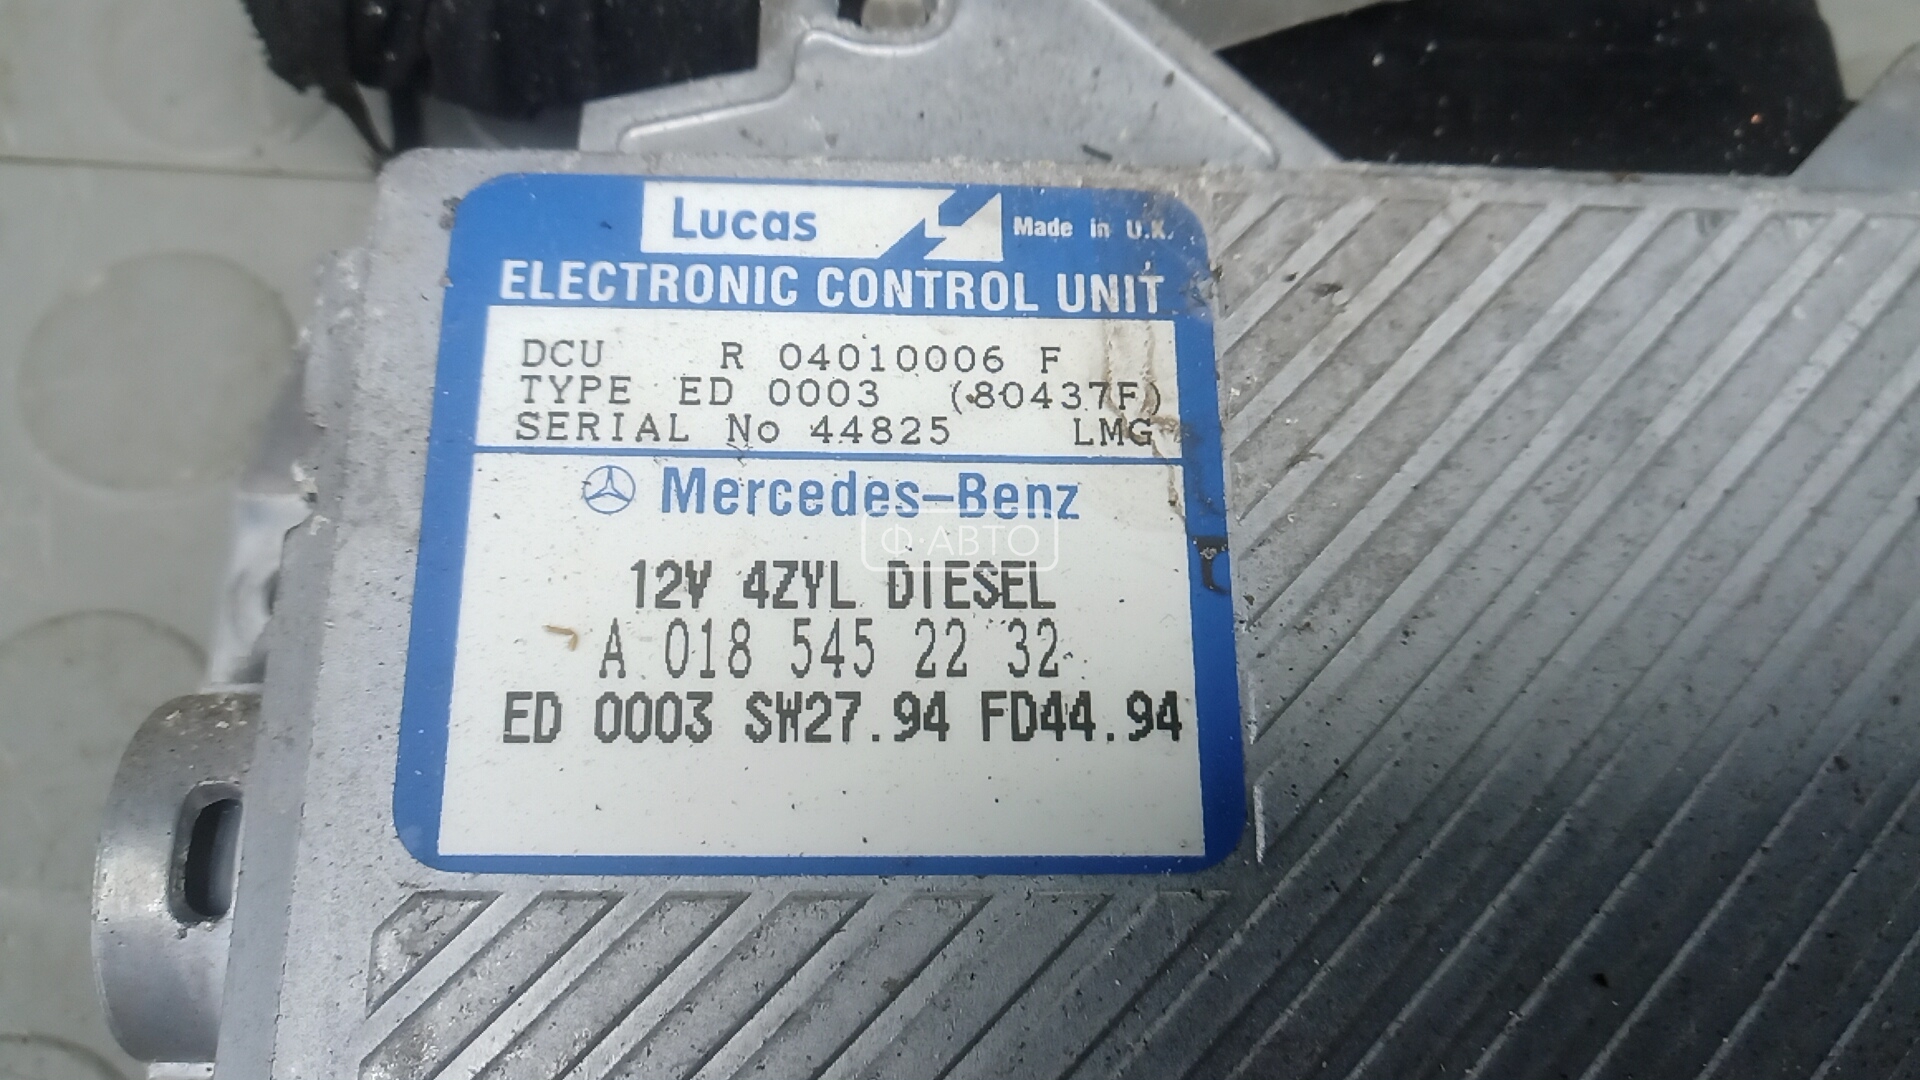 Lucas Made in U.K.
ELECTRONIC CONTROL UNIT
DCU R 04010006 F
TYPE ED 0003 (80437F)
SERIAL No 44825 LMG
Mercedes-Benz
Ф·АВТО
12V 4ZYL DIESEL
A 018 545 22 32
ED 0003 SW27.94 FD44.94